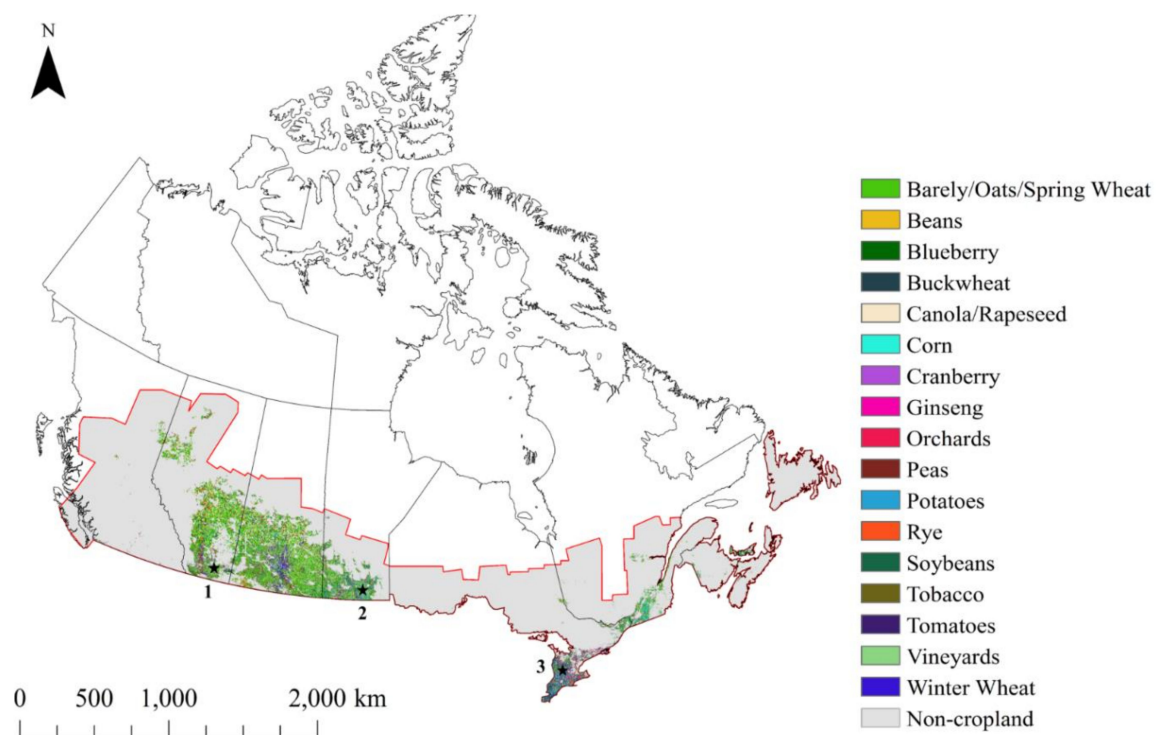 N
Barely/Oats/Spring Wheat
Beans
Blueberry
Buckwheat
Canola/Rapeseed
Corn
Cranberry
Ginseng
Orchards
Peas
Potatoes
Rye
Soybeans
Tobacco
Tomatoes
Vineyards
Winter Wheat
Non-cropland
1
2
3
0 500 1,000 2,000 km